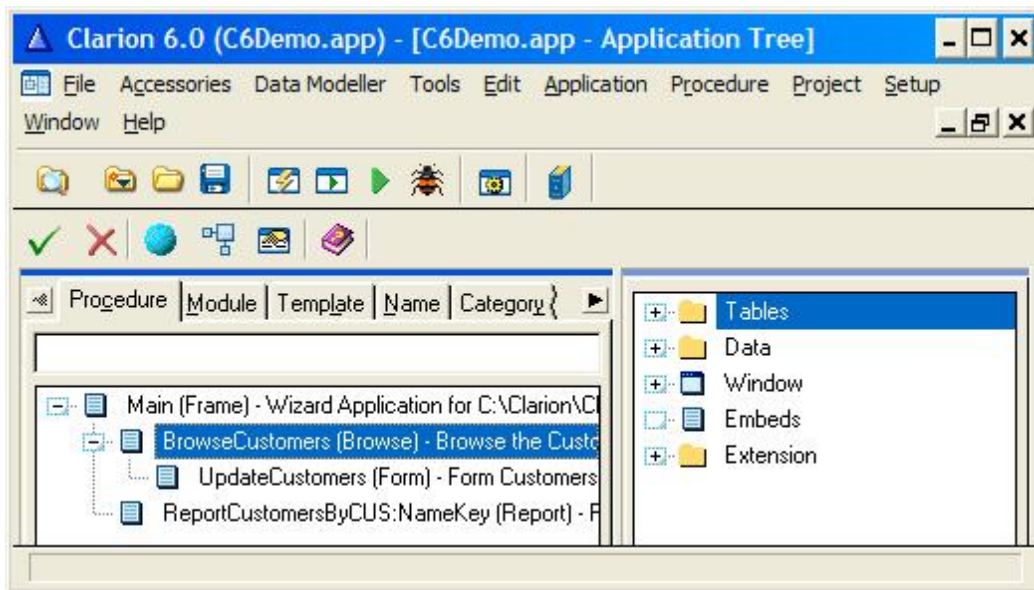 Clarion 6.0 (C6Demo.app) - [C6Demo.app - Application Tree]
File Accessories Data Modeller Tools Edit Application Procedure Project Setup
Window Help
Procedure Module Template Name Category
Main (Frame) - Wizard Application for C:\Clarion\Cl
BrowseCustomers (Browse) - Browse the Custo
UpdateCustomers (Form) - Form Customers
ReportCustomersByCUS:NameKey (Report) - R
Tables
Data
Window
Embeds
Extension